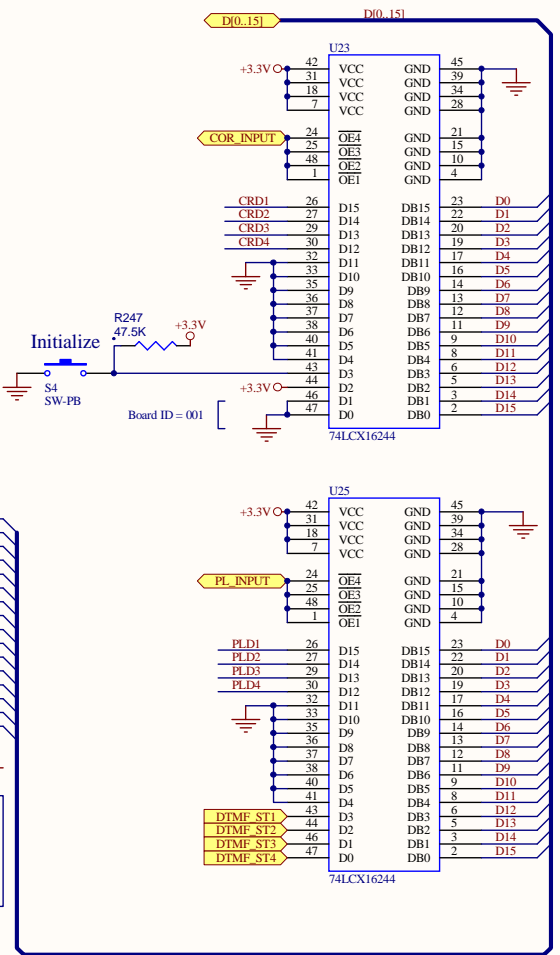 D[0..15] D[0..15]
U23
+3.3V 42 VCC GND 45
31 VCC GND 39
18 VCC GND 34
7 VCC GND 28
COR_INPUT 24 OE4 GND 21
25 OE3 GND 15
48 OE2 GND 10
1 OE1 GND 4
CRD1 26 D15 DB15 23 D0
CRD2 27 D14 DB14 22 D1
CRD3 29 D13 DB13 20 D2
CRD4 30 D12 DB12 19 D3
32 D11 DB11 17 D4
33 D10 DB10 16 D5
35 D9 DB9 14 D6
36 D8 DB8 13 D7
37 D7 DB7 12 D8
38 D6 DB6 11 D9
40 D5 DB5 9 D10
41 D4 DB4 8 D11
43 D3 DB3 6 D12
44 D2 DB2 5 D13
46 D1 DB1 3 D14
47 D0 DB0 2 D15
74LCX16244
R247
47.5K
+3.3V
Initialize
S4
SW-PB
+3.3V
Board ID = 001
U25
+3.3V 42 VCC GND 45
31 VCC GND 39
18 VCC GND 34
7 VCC GND 28
PL_INPUT 24 OE4 GND 21
25 OE3 GND 15
48 OE2 GND 10
1 OE1 GND 4
PLD1 26 D15 DB15 23 D0
PLD2 27 D14 DB14 22 D1
PLD3 29 D13 DB13 20 D2
PLD4 30 D12 DB12 19 D3
32 D11 DB11 17 D4
33 D10 DB10 16 D5
35 D9 DB9 14 D6
36 D8 DB8 13 D7
37 D7 DB7 12 D8
38 D6 DB6 11 D9
40 D5 DB5 9 D10
41 D4 DB4 8 D11
DTMF_ST1 43 D3 DB3 6 D12
DTMF_ST2 44 D2 DB2 5 D13
DTMF_ST3 46 D1 DB1 3 D14
DTMF_ST4 47 D0 DB0 2 D15
74LCX16244